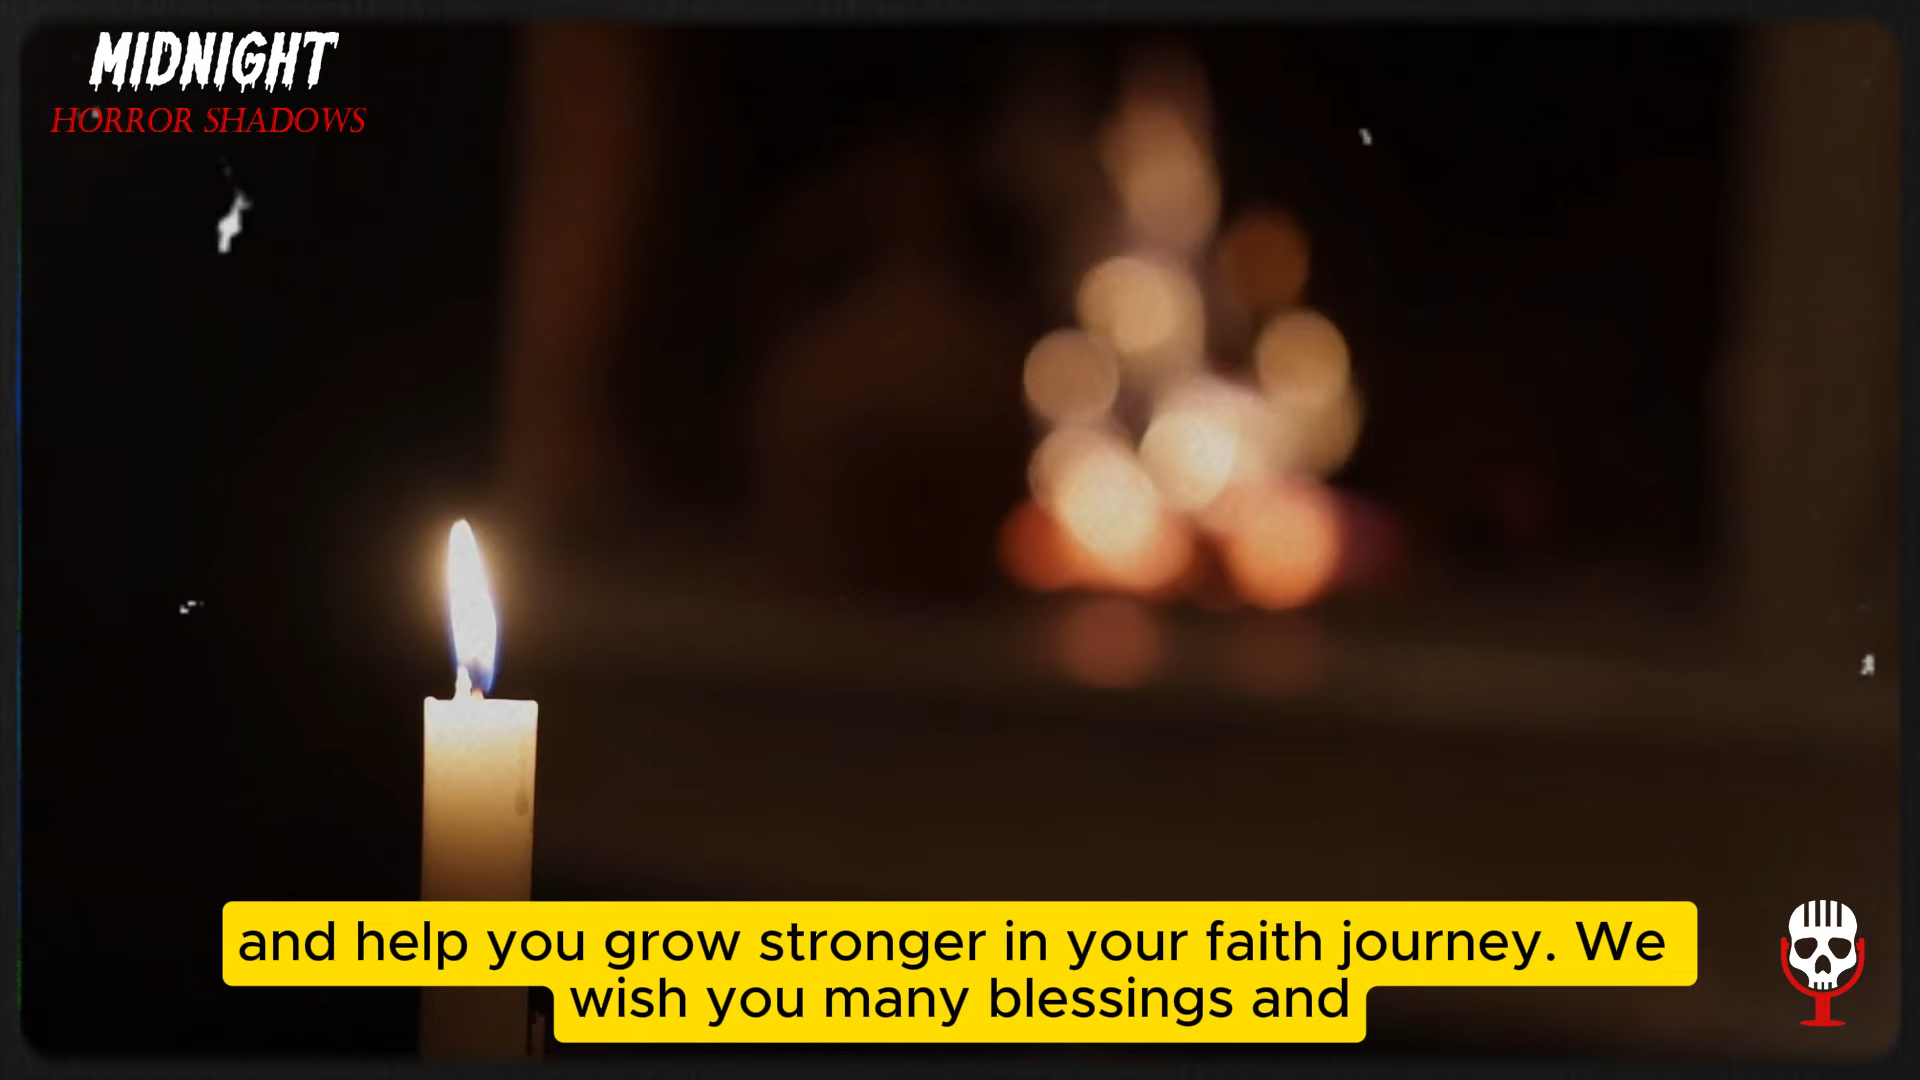 MIDNIGHT
HORROR SHADOWS
and help you grow stronger in your faith journey. We
wish you many blessings and